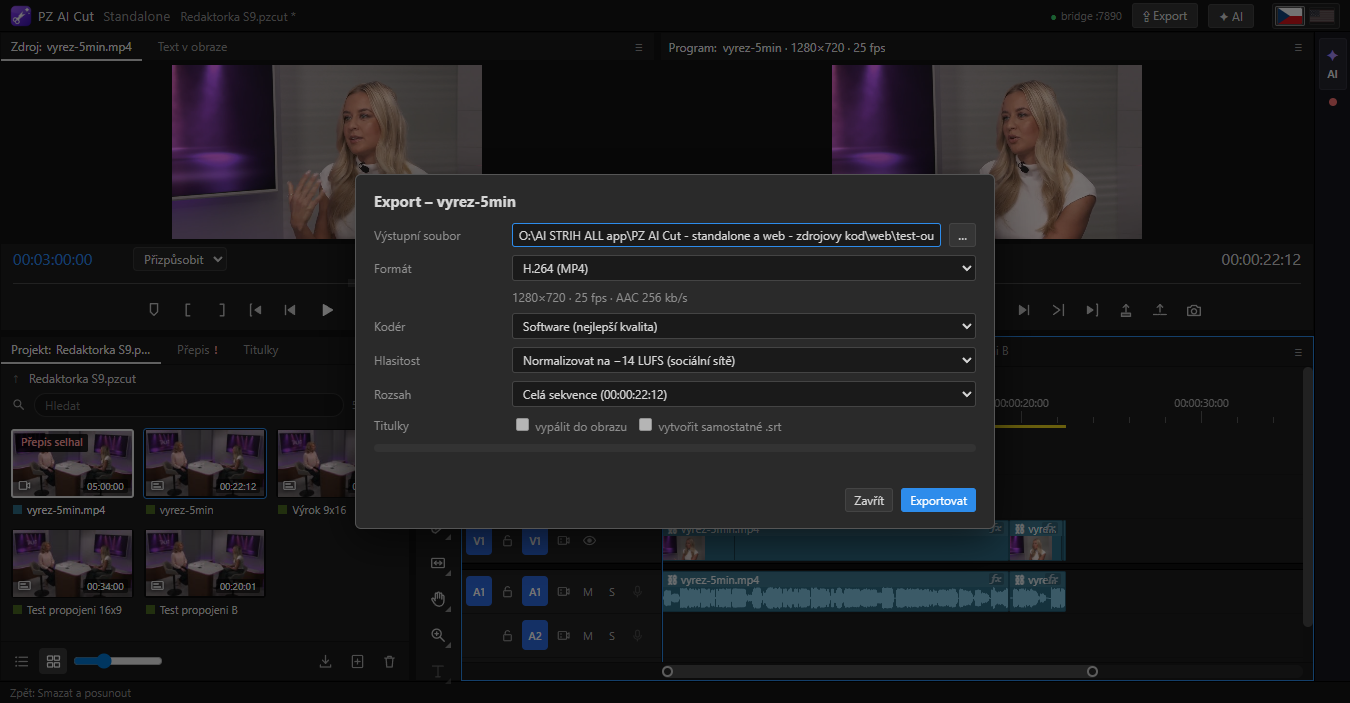 PZ AI Cut Standalone Redaktorka S9.pzcut *
bridge :7890 Export AI
Zdroj: vyrez-5min.mp4 Text v obraze
Program: vyrez-5min · 1280×720 · 25 fps
AI
00:03:00:00 Přizpůsobit
00:00:22:12
Export – vyrez-5min
Výstupní soubor O:\AI STRIH ALL app\PZ AI Cut - standalone a web - zdrojovy kod\web\test-ou ...
Formát H.264 (MP4)
1280×720 · 25 fps · AAC 256 kb/s
Kodér Software (nejlepší kvalita)
Hlasitost Normalizovat na −14 LUFS (sociální sítě)
Rozsah Celá sekvence (00:00:22:12)
Titulky vypálit do obrazu vytvořit samostatné .srt
Zavřít Exportovat
Projekt: Redaktorka S9.p... Přepis ! Titulky
Redaktorka S9.pzcut
Hledat
Přepis selhal
05:00:00
00:22:12
vyrez-5min.mp4
vyrez-5min
Výrok 9x16
00:34:00
00:20:01
Test propojeni 16x9
Test propojeni B
i B
00:00:20:00 00:00:30:00
V1 V1
vyrez-5min.mp4 fx vyre fx
A1 A1 M S
vyrez-5min.mp4 fx vyre fx
A2 M S
Zpět: Smazat a posunout